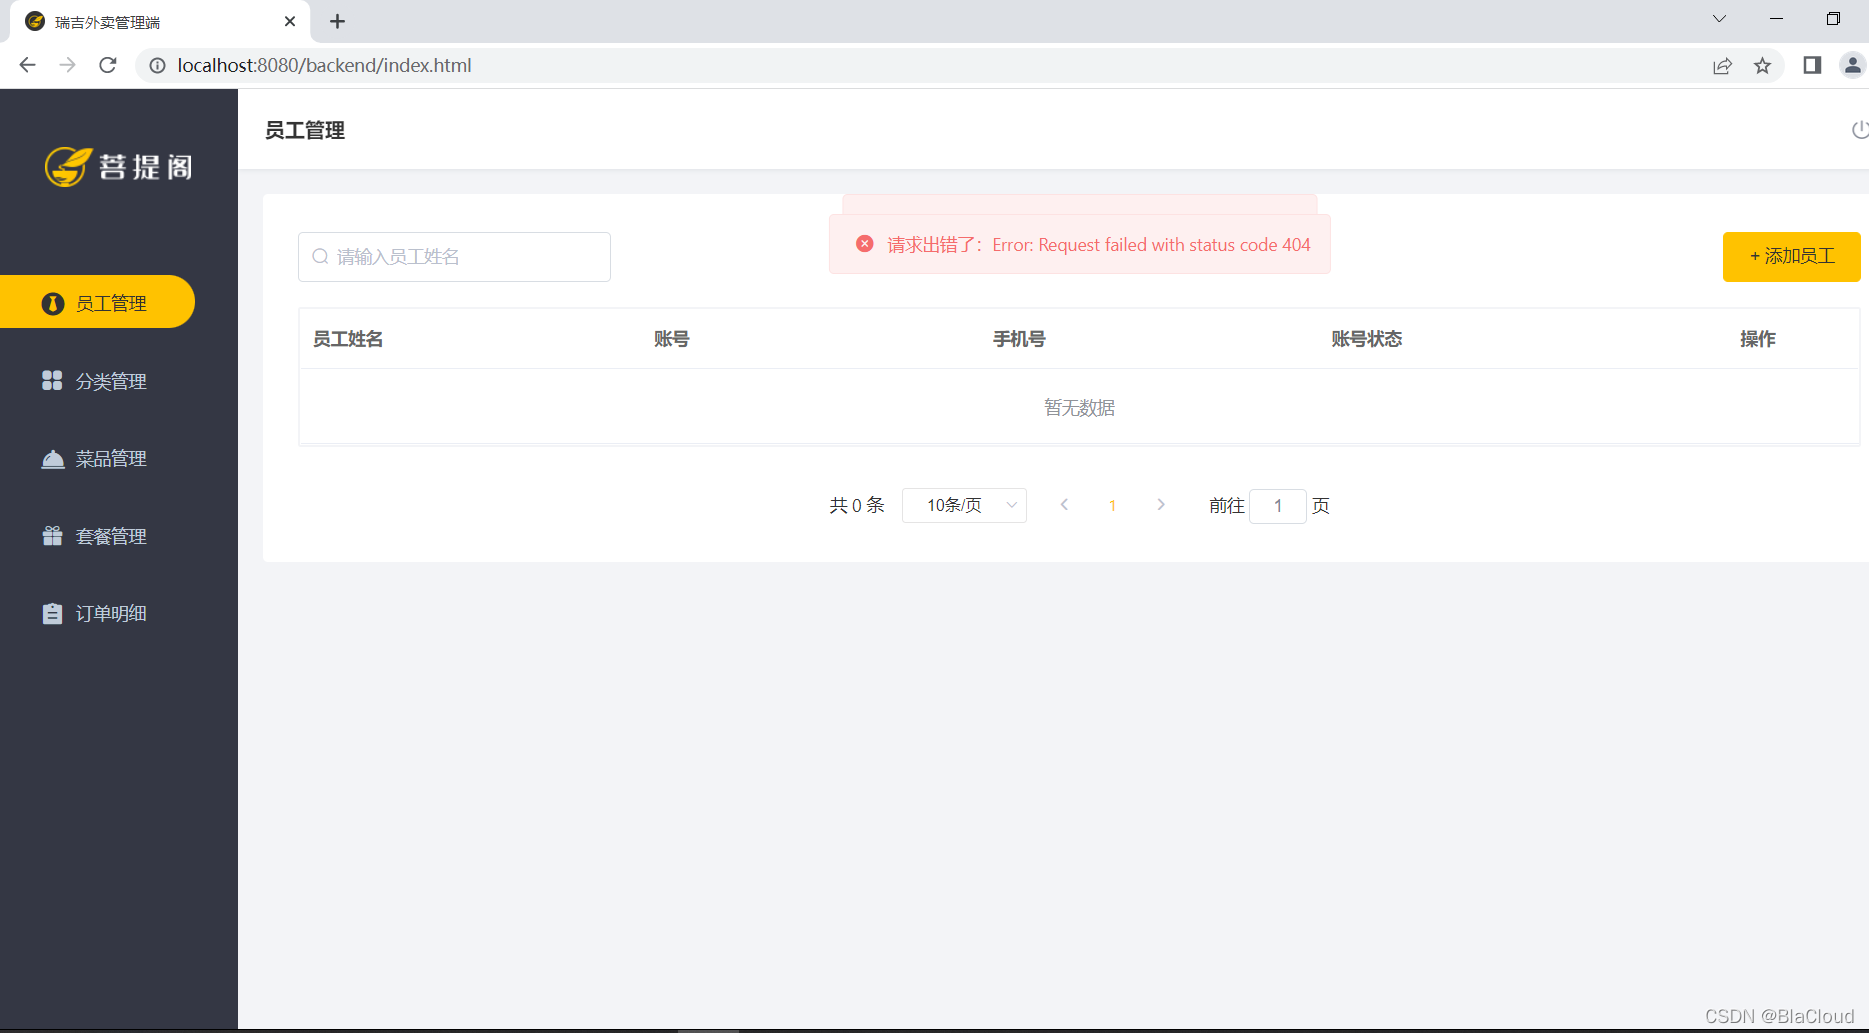 瑞吉外卖管理端
localhost:8080/backend/index.html
菩提阁
员工管理
请求出错了：Error: Request failed with status code 404
请输入员工姓名
+ 添加员工
员工管理
分类管理
菜品管理
套餐管理
订单明细
员工姓名 账号 手机号 账号状态 操作
暂无数据
共 0 条 10条/页 1 前往 1 页
CSDN @BlaCloud